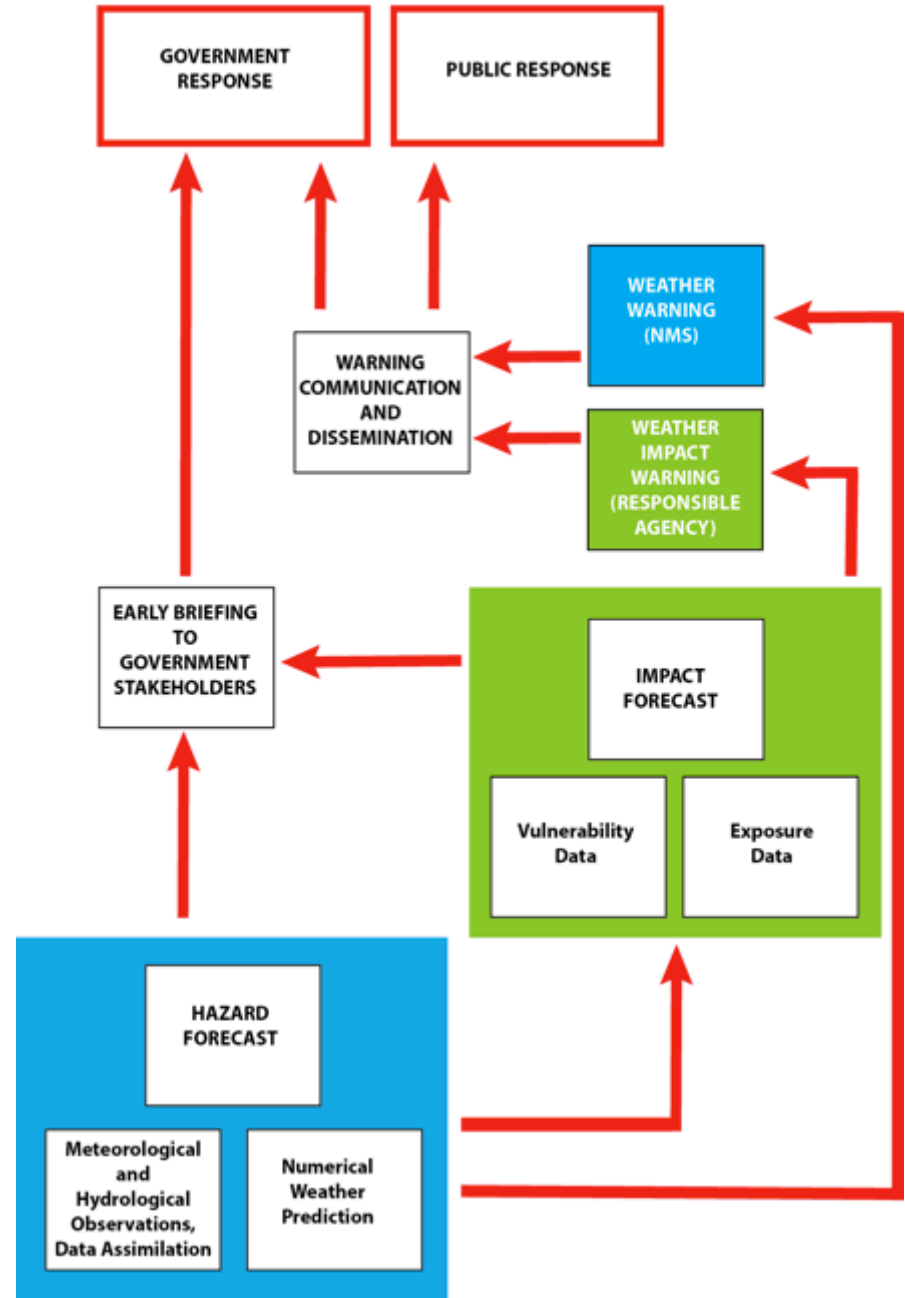 GOVERNMENT
RESPONSE
PUBLIC RESPONSE
WEATHER
WARNING
(NMS)
WARNING
COMMUNICATION
AND
DISSEMINATION
WEATHER
IMPACT
WARNING
(RESPONSIBLE
AGENCY)
EARLY BRIEFING
TO
GOVERNMENT
STAKEHOLDERS
IMPACT
FORECAST
Vulnerability
Data
Exposure
Data
HAZARD
FORECAST
Meteorological
and
Hydrological
Observations,
Data Assimilation
Numerical
Weather
Prediction